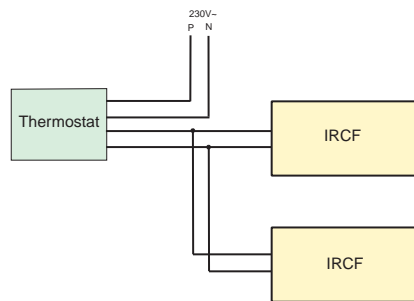 230V~
P N
Thermostat
IRCF
IRCF